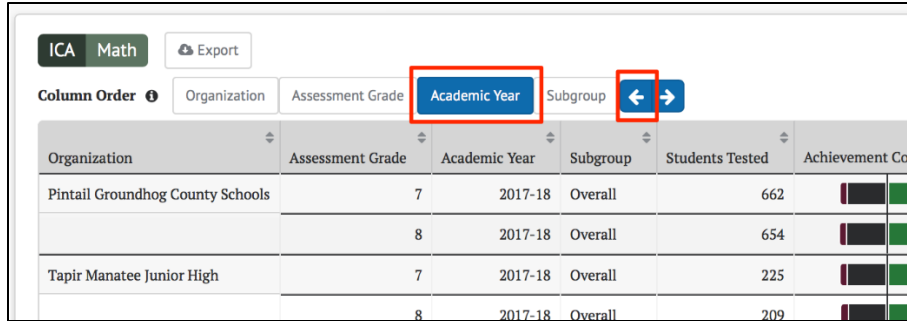 ICA Math Export
Column Order Organization Assessment Grade Academic Year Subgroup
Organization Assessment Grade Academic Year Subgroup Students Tested Achievement Co
Pintail Groundhog County Schools 7 2017-18 Overall 662
8 2017-18 Overall 654
Tapir Manatee Junior High 7 2017-18 Overall 225
8 2017-18 Overall 209